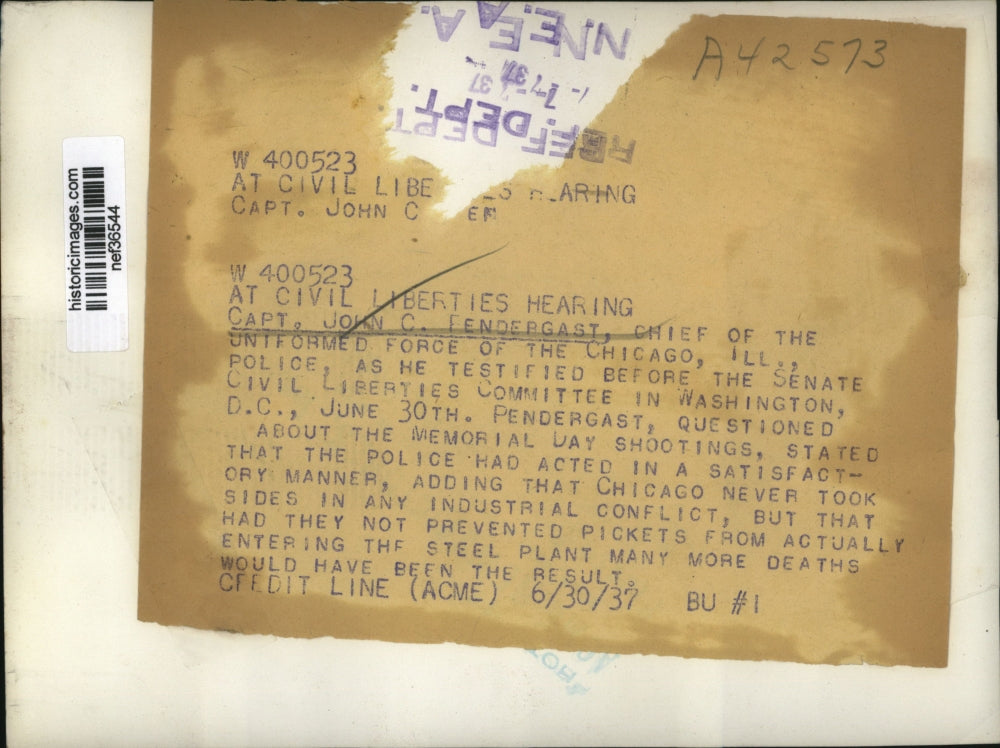 A42573
N.E.A.
REF. DEPT.
W 400523
AT CIVIL LIBE ES H_ARING
CAPT. JOHN C EN
W 400523
AT CIVIL LIBERTIES HEARING
CAPT. JOHN C. PENDERGAST, CHIEF OF THE
UNIFORMED FORCE OF THE CHICAGO, ILL.,
POLICE, AS HE TESTIFIED BEFORE THE SENATE
CIVIL LIBERTIES COMMITTEE IN WASHINGTON,
D.C., JUNE 30TH. PENDERGAST, QUESTIONED
ABOUT THE MEMORIAL DAY SHOOTINGS, STATED
THAT THE POLICE HAD ACTED IN A SATISFACT-
ORY MANNER, ADDING THAT CHICAGO NEVER TOOK
SIDES IN ANY INDUSTRIAL CONFLICT, BUT THAT
HAD THEY NOT PREVENTED PICKETS FROM ACTUALLY
ENTERING THE STEEL PLANT MANY MORE DEATHS
WOULD HAVE BEEN THE RESULT.
CREDIT LINE (ACME) 6/30/37 BU #1
historicimages.com
nef36544